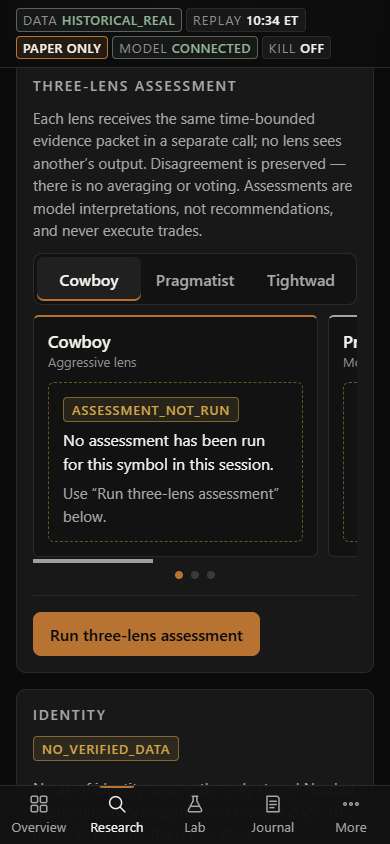 DATA HISTORICAL_REAL REPLAY 10:34 ET
PAPER ONLY MODEL CONNECTED KILL OFF
THREE-LENS ASSESSMENT
Each lens receives the same time-bounded
evidence packet in a separate call; no lens sees
another's output. Disagreement is preserved —
there is no averaging or voting. Assessments are
model interpretations, not recommendations,
and never execute trades.
Cowboy Pragmatist Tightwad
Cowboy
Aggressive lens
ASSESSMENT_NOT_RUN
No assessment has been run
for this symbol in this session.
Use “Run three-lens assessment”
below.
Run three-lens assessment
IDENTITY
NO_VERIFIED_DATA
Overview Research Lab Journal More